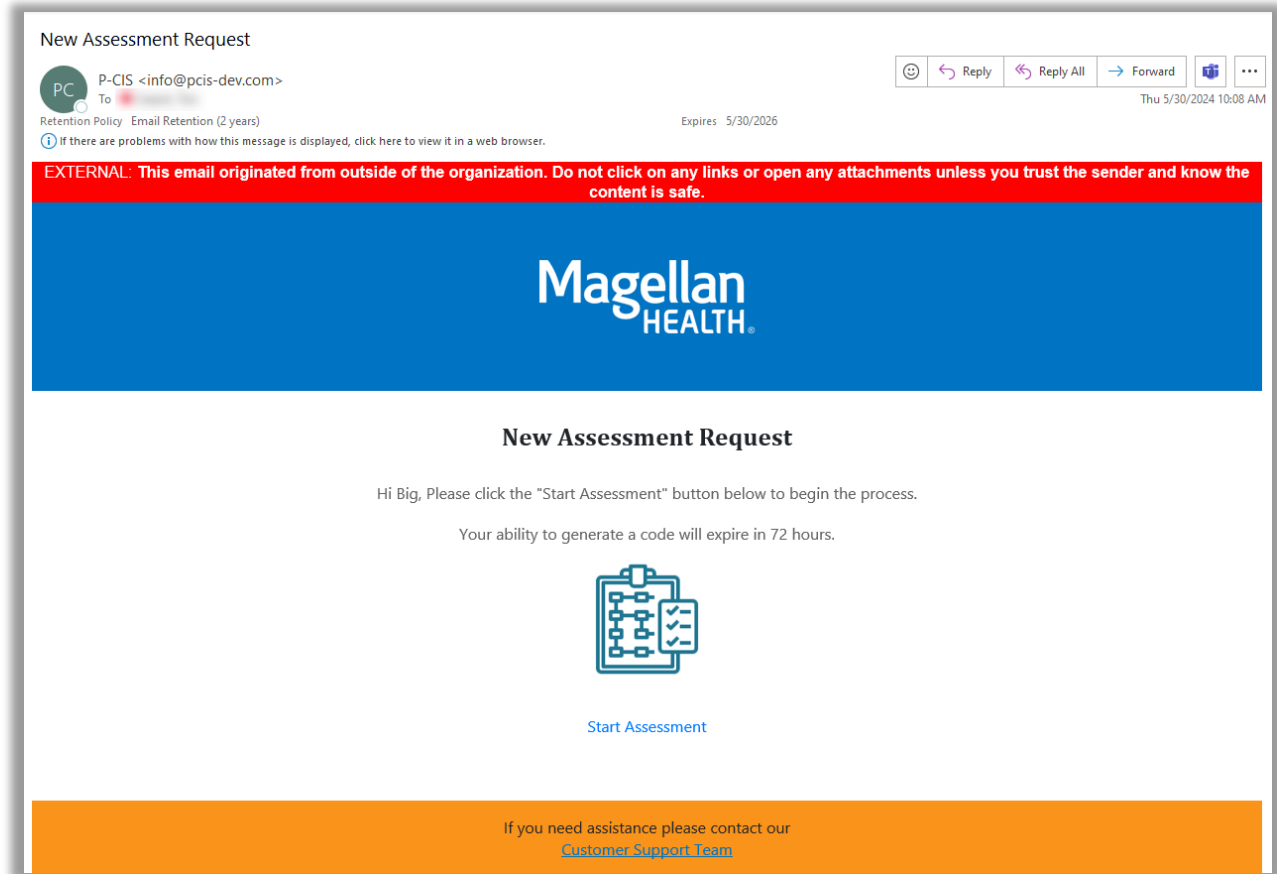 New Assessment Request
PC
P-CIS <info@pcis-dev.com>
To
Reply
Reply All
Forward
Thu 5/30/2024 10:08 AM
Retention Policy Email Retention (2 years)
Expires 5/30/2026
If there are problems with how this message is displayed, click here to view it in a web browser.
EXTERNAL: This email originated from outside of the organization. Do not click on any links or open any attachments unless you trust the sender and know the
content is safe.
Magellan
HEALTH®
New Assessment Request
Hi Big, Please click the "Start Assessment" button below to begin the process.
Your ability to generate a code will expire in 72 hours.
Start Assessment
If you need assistance please contact our
Customer Support Team